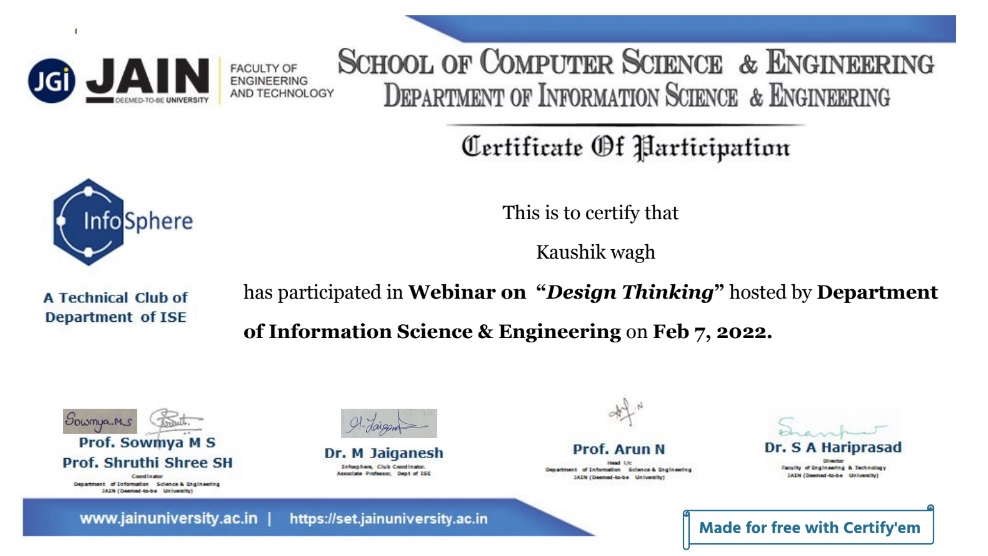 JGi JAIN
DEEMED-TO-BE UNIVERSITY
FACULTY OF
ENGINEERING
AND TECHNOLOGY
SCHOOL OF COMPUTER SCIENCE & ENGINEERING
DEPARTMENT OF INFORMATION SCIENCE & ENGINEERING
Certificate Of Participation
InfoSphere
A Technical Club of
Department of ISE
This is to certify that
Kaushik wagh
has participated in Webinar on “Design Thinking” hosted by Department
of Information Science & Engineering on Feb 7, 2022.
Sowmya.M.S
Prof. Sowmya M S
Prof. Shruthi Shree SH
Coordinator
Department of Information Science & Engineering
JAIN (Deemed-to-be University)
Dr. M Jaiganesh
Infosphere, Club Coordinator,
Associate Professor, Dept of ISE
Prof. Arun N
Head I/c
Department of Information Science & Engineering
JAIN (Deemed-to-be University)
Dr. S A Hariprasad
Director
Faculty of Engineering & Technology
JAIN (Deemed-to-be University)
www.jainuniversity.ac.in | https://set.jainuniversity.ac.in
Made for free with Certify'em